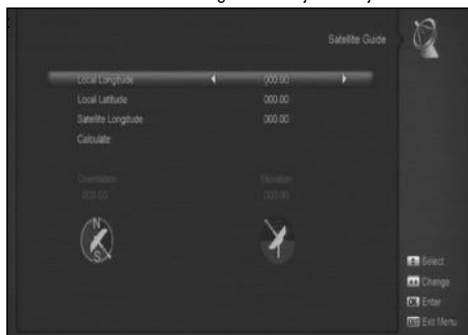 Satellite Guide
Local Longitude 000.00
Local Latitude 000.00
Satellite Longitude 000.00
Calculate
Orientation Elevation
000.00 000.00
N
S
Select
Change
OK Enter
EXIT Exit Menu